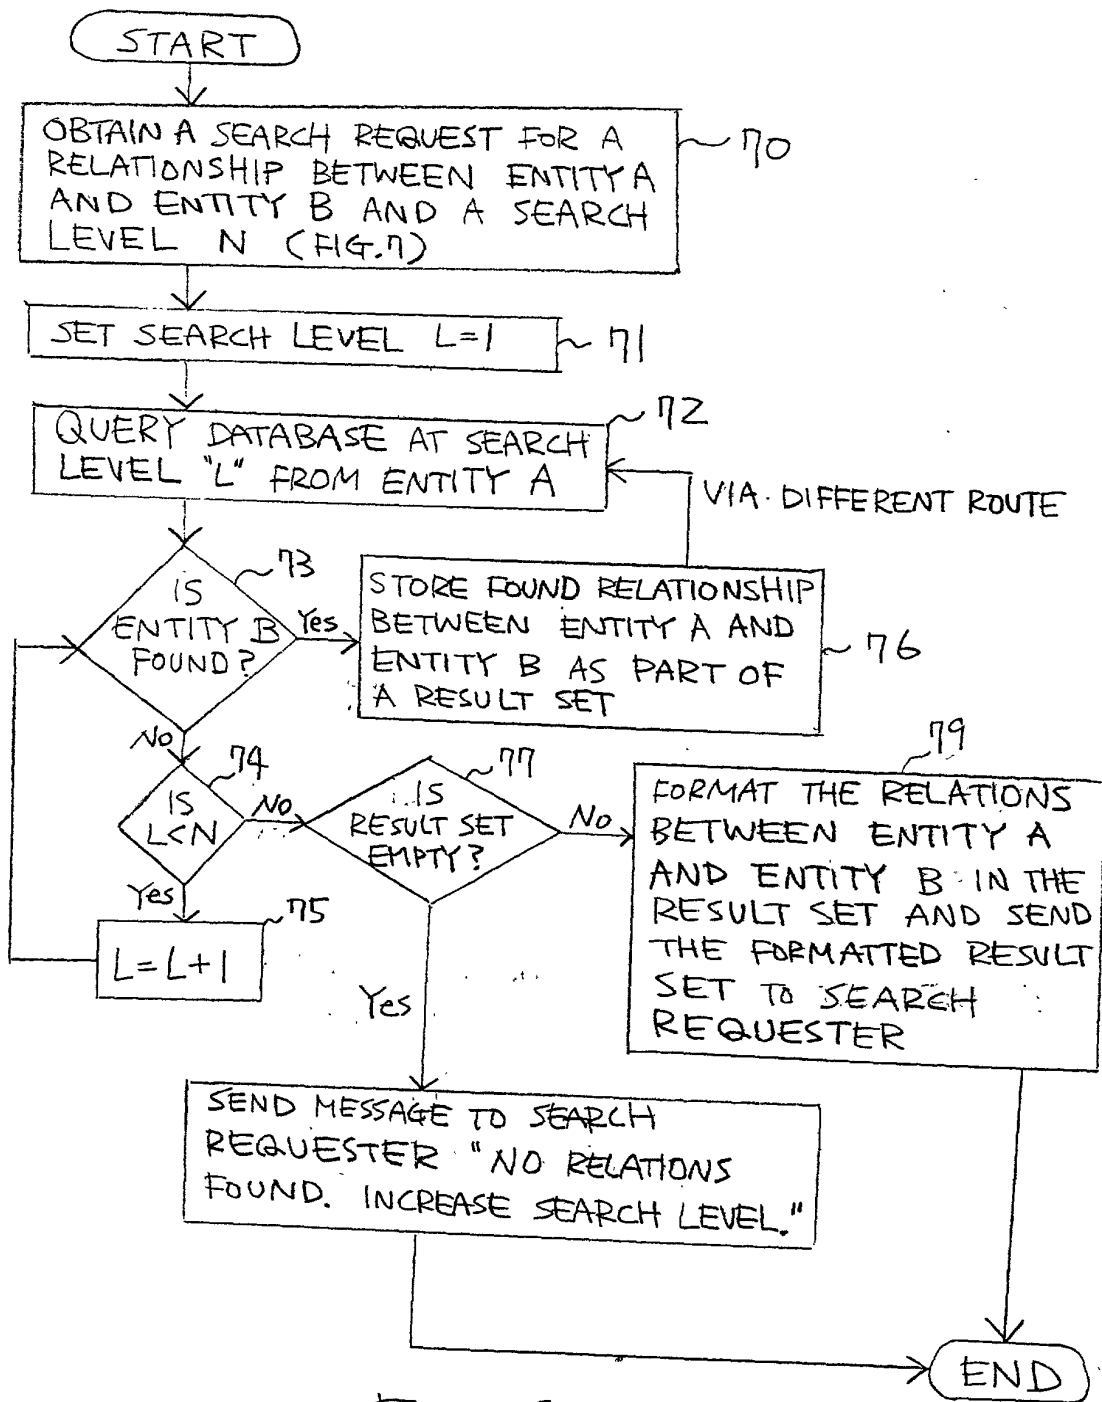 START
OBTAIN A SEARCH REQUEST FOR A
RELATIONSHIP BETWEEN ENTITY A
AND ENTITY B AND A SEARCH
LEVEL N (FIG.7)
70
SET SEARCH LEVEL L=1
71
QUERY DATABASE AT SEARCH
LEVEL "L" FROM ENTITY A
72
VIA DIFFERENT ROUTE
IS
ENTITY B
FOUND?
73
Yes
STORE FOUND RELATIONSHIP
BETWEEN ENTITY A AND
ENTITY B AS PART OF
A RESULT SET
76
No
IS
L<N
74
No
IS
RESULT SET
EMPTY?
77
No
FORMAT THE RELATIONS
BETWEEN ENTITY A
AND ENTITY B IN THE
RESULT SET AND SEND
THE FORMATTED RESULT
SET TO SEARCH
REQUESTER
79
Yes
L=L+1
75
Yes
SEND MESSAGE TO SEARCH
REQUESTER "NO RELATIONS
FOUND. INCREASE SEARCH LEVEL."
END